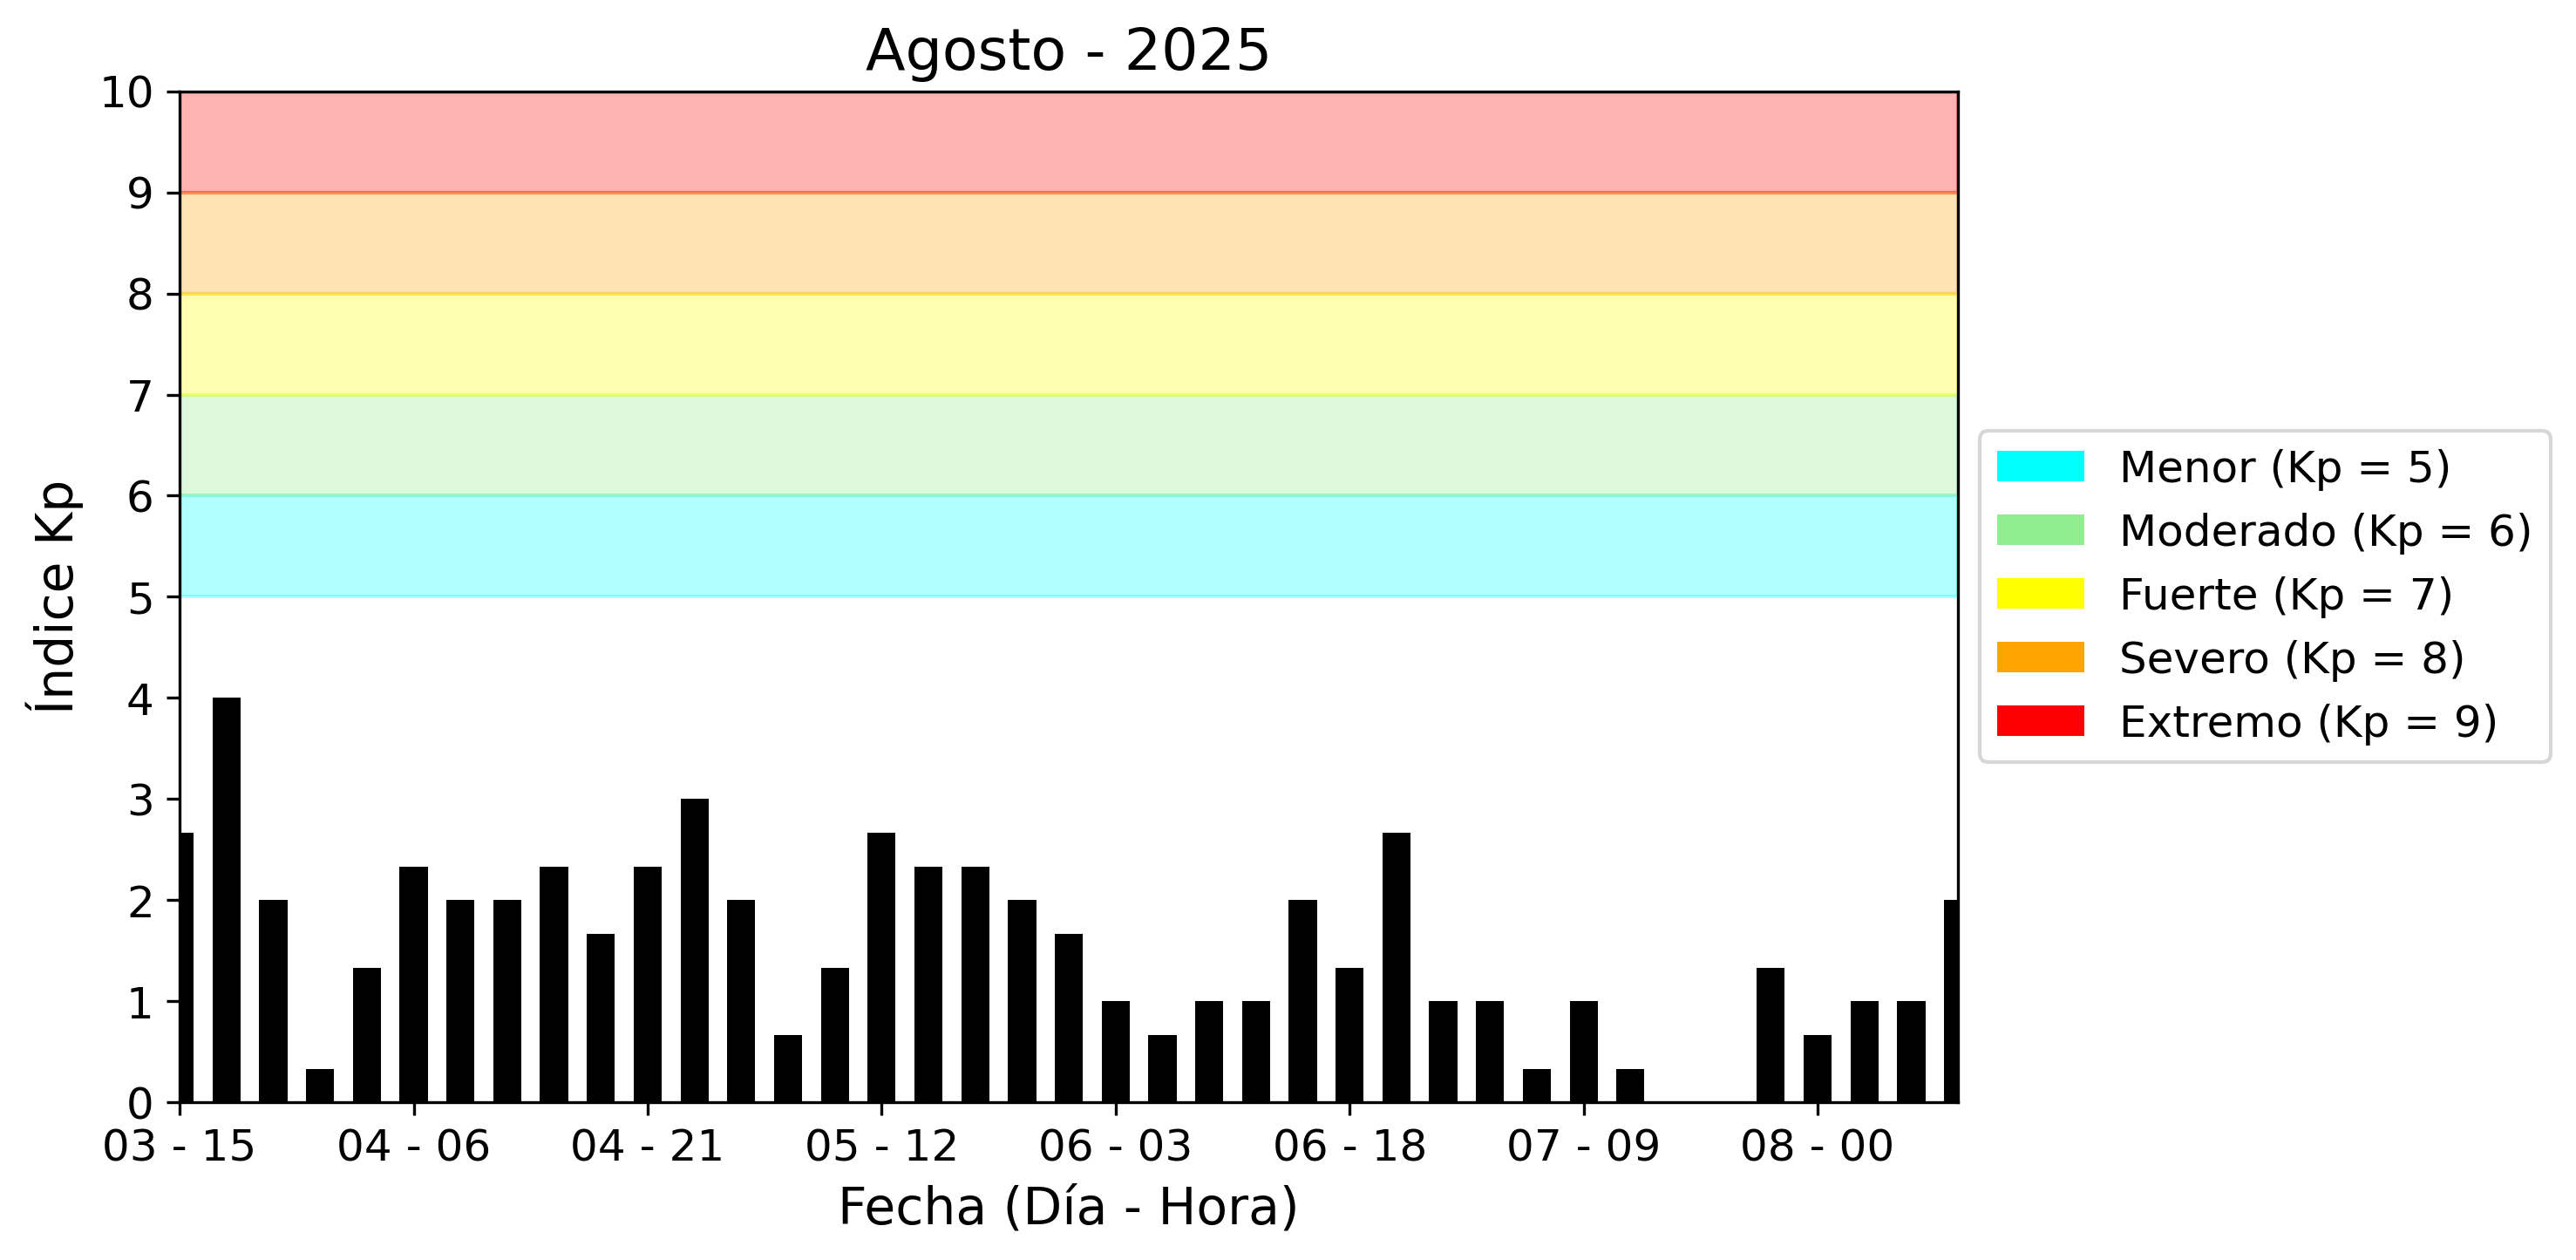 Agosto - 2025
10
9
8
7
6
5
4
3
2
1
0
Índice Kp
03 - 15
04 - 06
04 - 21
05 - 12
06 - 03
06 - 18
07 - 09
08 - 00
Fecha (Día - Hora)
Menor (Kp = 5)
Moderado (Kp = 6)
Fuerte (Kp = 7)
Severo (Kp = 8)
Extremo (Kp = 9)